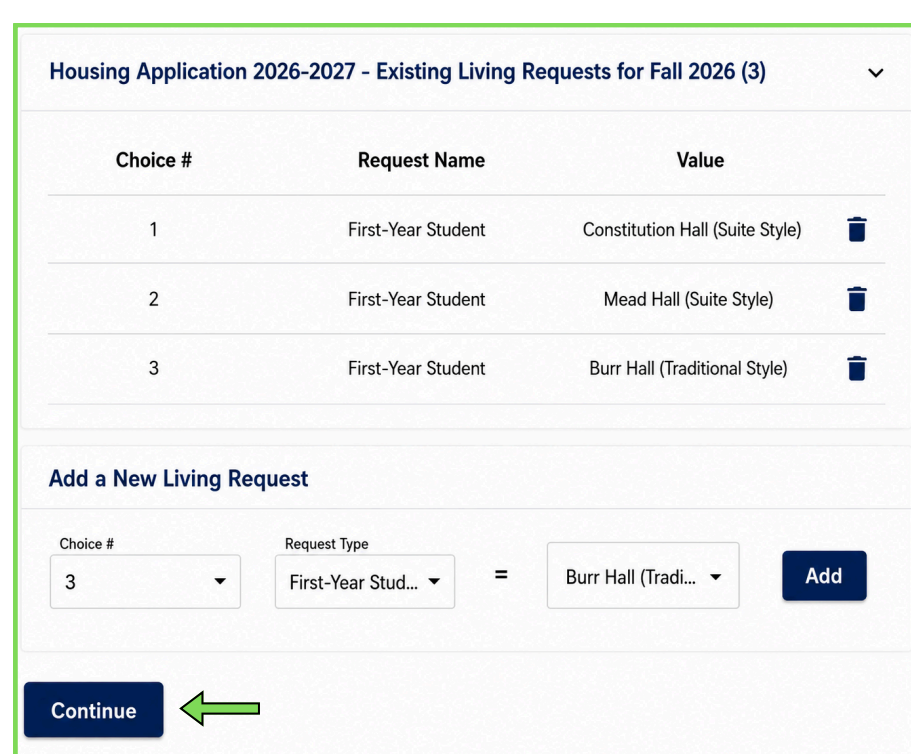 Housing Application 2026-2027 - Existing Living Requests for Fall 2026 (3)
Choice # Request Name Value
1 First-Year Student Constitution Hall (Suite Style)
2 First-Year Student Mead Hall (Suite Style)
3 First-Year Student Burr Hall (Traditional Style)
Add a New Living Request
Choice # Request Type
3 First-Year Stud... = Burr Hall (Tradi... Add
Continue